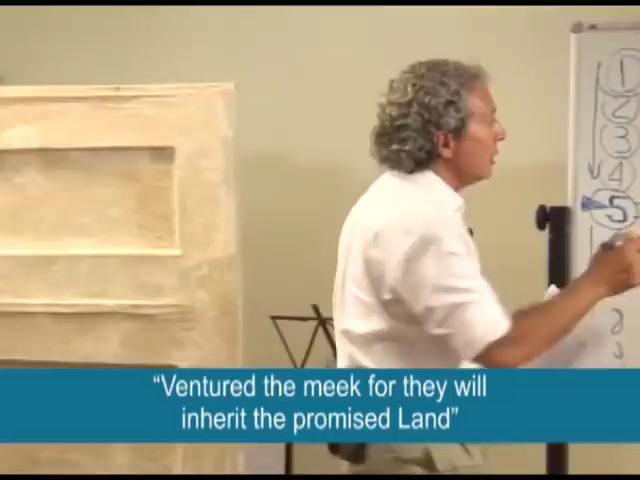 1
2
3
4
5
“Ventured the meek for they will
inherit the promised Land”